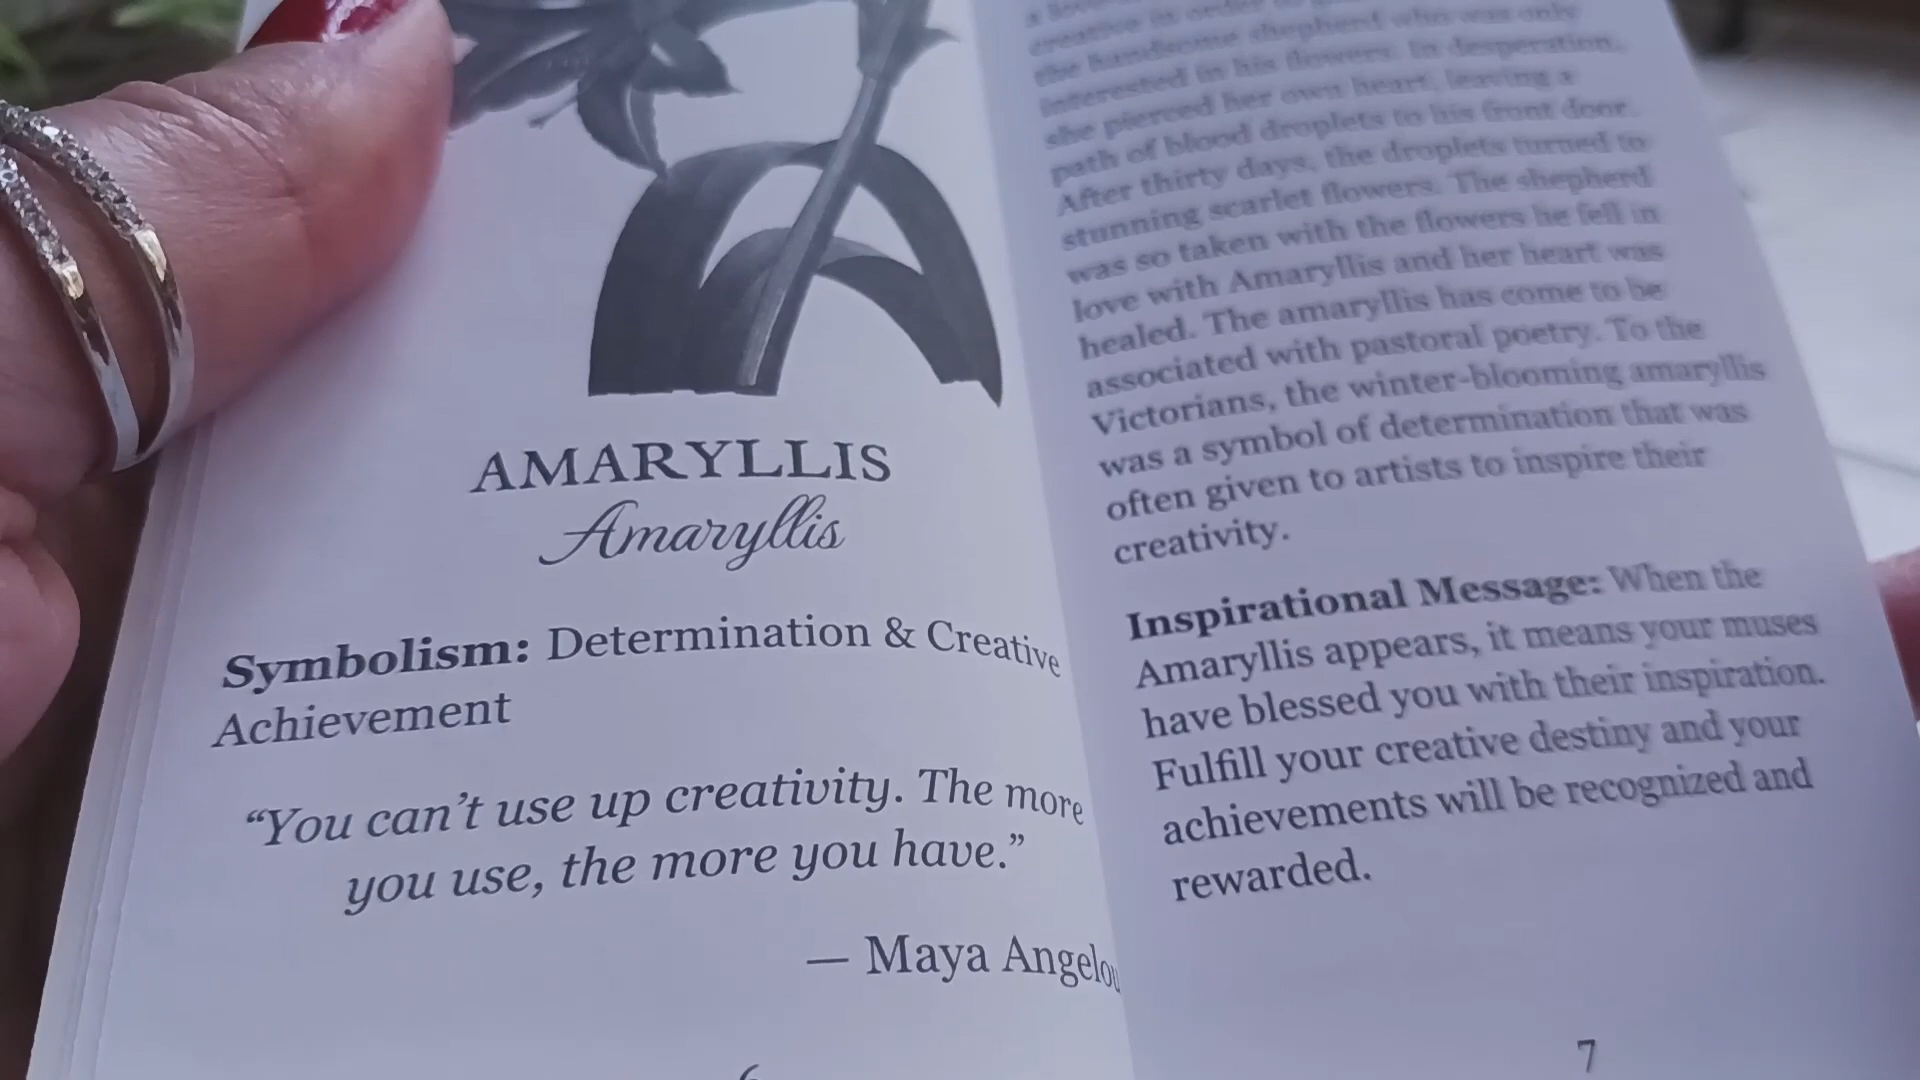 AMARYLLIS
Amaryllis
Symbolism: Determination & Creative
Achievement
“You can’t use up creativity. The more
you use, the more you have.”
— Maya Angelou
6
creative in order to
the handsome shepherd who was only
interested in his flowers. In desperation,
she pierced her own heart, leaving a
path of blood droplets to his front door.
After thirty days, the droplets turned to
stunning scarlet flowers. The shepherd
was so taken with the flowers he fell in
love with Amaryllis and her heart was
healed. The amaryllis has come to be
associated with pastoral poetry. To the
Victorians, the winter-blooming amaryllis
was a symbol of determination that was
often given to artists to inspire their
creativity.
Inspirational Message: When the
Amaryllis appears, it means your muses
have blessed you with their inspiration.
Fulfill your creative destiny and your
achievements will be recognized and
rewarded.
7